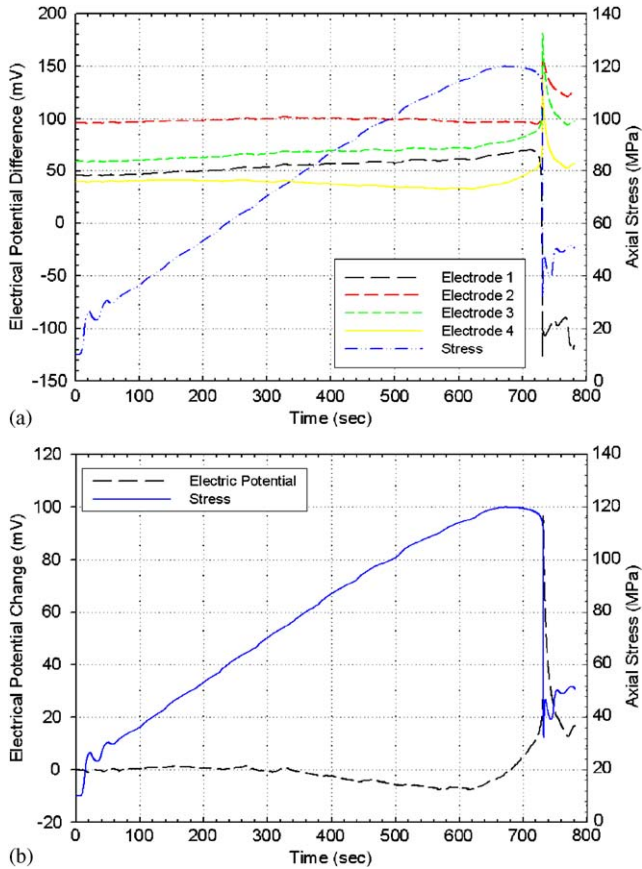 200
150
100
50
0
-50
-100
-150
Electrical Potential Difference (mV)
140
120
100
80
60
40
20
0
Axial Stress (MPa)
Electrode 1
Electrode 2
Electrode 3
Electrode 4
Stress
0 100 200 300 400 500 600 700 800
Time (sec)
(a)
120
100
80
60
40
20
0
-20
Electrical Potential Change (mV)
Electric Potential
Stress
140
120
100
80
60
40
20
0
Axial Stress (MPa)
0 100 200 300 400 500 600 700 800
Time (sec)
(b)